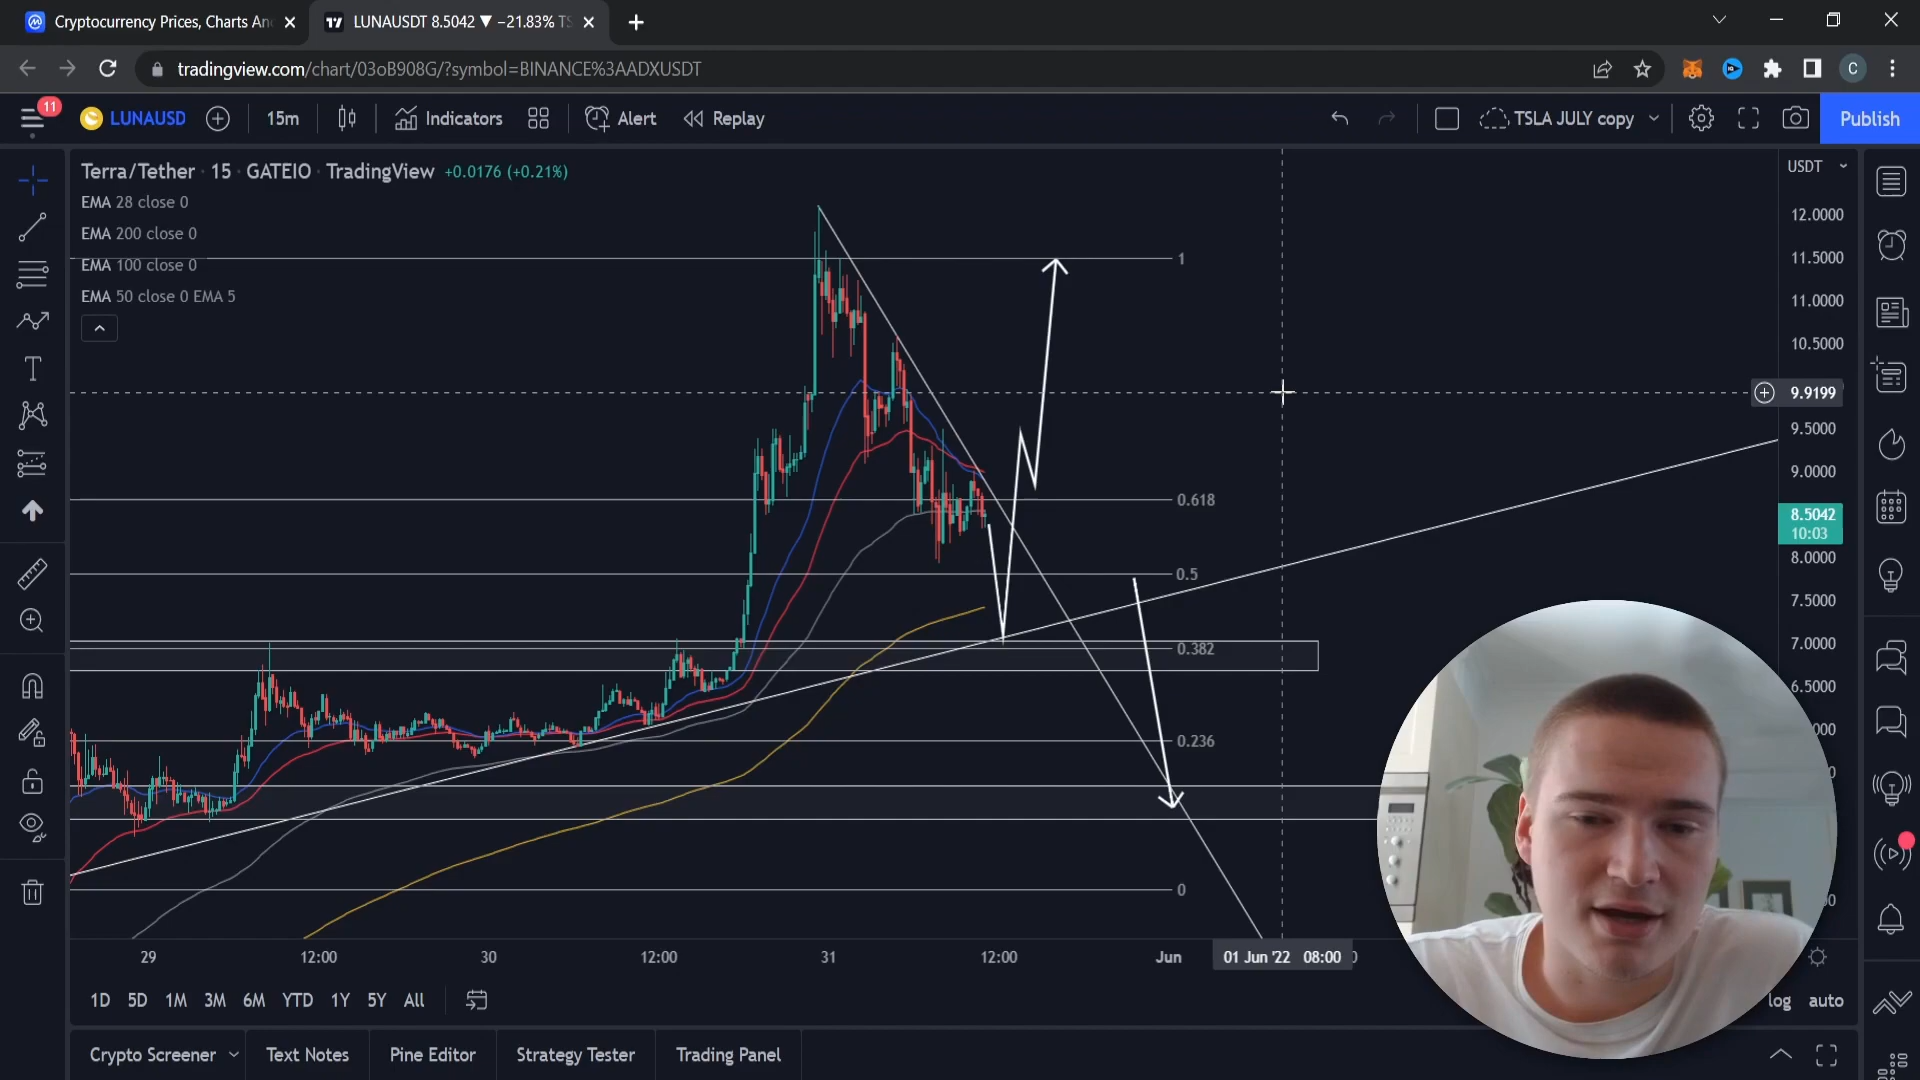 Cryptocurrency Prices, Charts An
LUNAUSDT 8.5042 ▼ −21.83% TS
tradingview.com/chart/03oB908G/?symbol=BINANCE%3AADXUSDT
C
11
LUNAUSD
15m
Indicators
Alert
Replay
TSLA JULY copy
Publish
Terra/Tether · 15 · GATEIO · TradingView +0.0176 (+0.21%)
USDT
EMA 28 close 0
EMA 200 close 0
EMA 100 close 0
EMA 50 close 0 EMA 5
12.0000
11.5000
11.0000
10.5000
9.9199
9.5000
9.0000
8.5042
10:03
8.0000
7.5000
7.0000
6.5000
1
0.618
0.5
0.382
0.236
0
29
12:00
30
12:00
31
12:00
Jun
01 Jun '22 08:00
1D 5D 1M 3M 6M YTD 1Y 5Y All
log auto
Crypto Screener
Text Notes
Pine Editor
Strategy Tester
Trading Panel